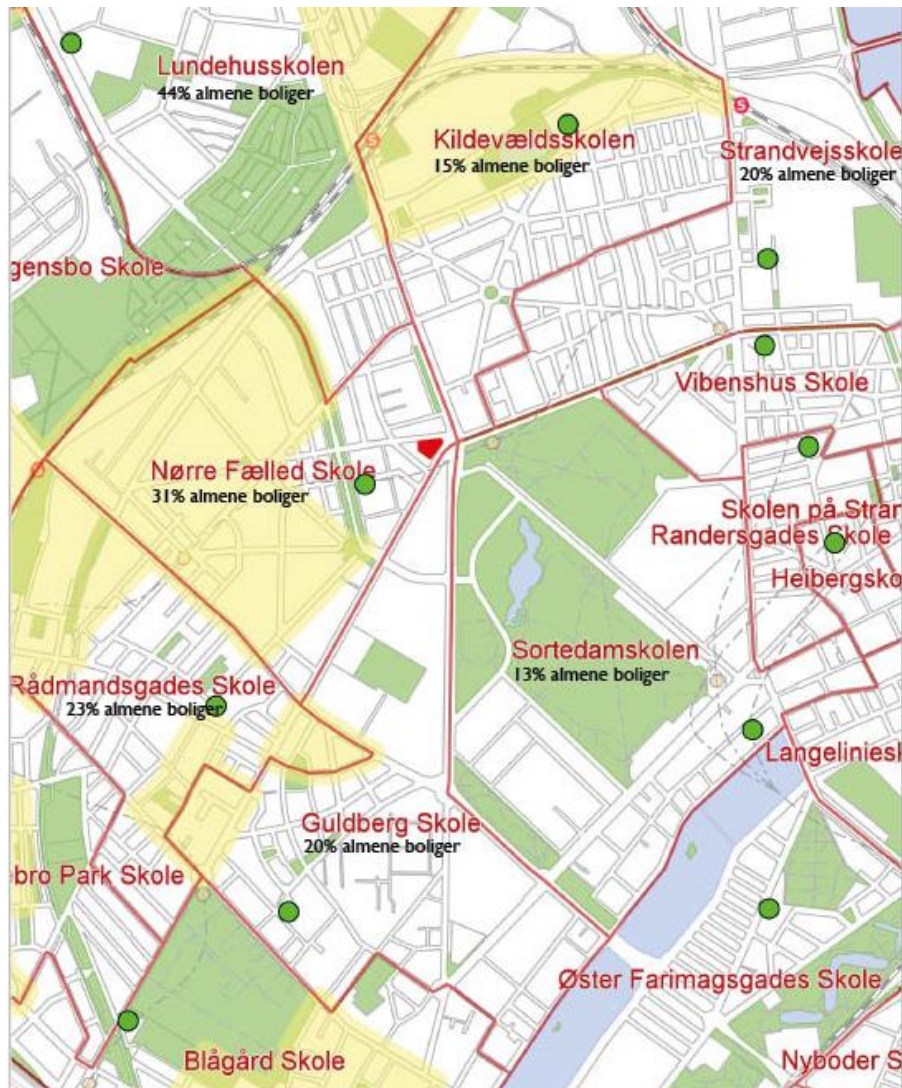 Lundehusskolen
44% almene boliger
Kildevældsskolen
15% almene boliger
S
S
Strandvejsskole
20% almene boliger
gensbo Skole
Vibenshus Skole
Nørre Fælled Skole
31% almene boliger
Skolen på Stran
Randersgades Skole
Heibergsko
Sortedamskolen
13% almene boliger
Rådmandsgades Skole
23% almene boliger
Langeliniesk
Guldberg Skole
20% almene boliger
bro Park Skole
Øster Farimagsgades Skole
Blågård Skole
Nyboder S